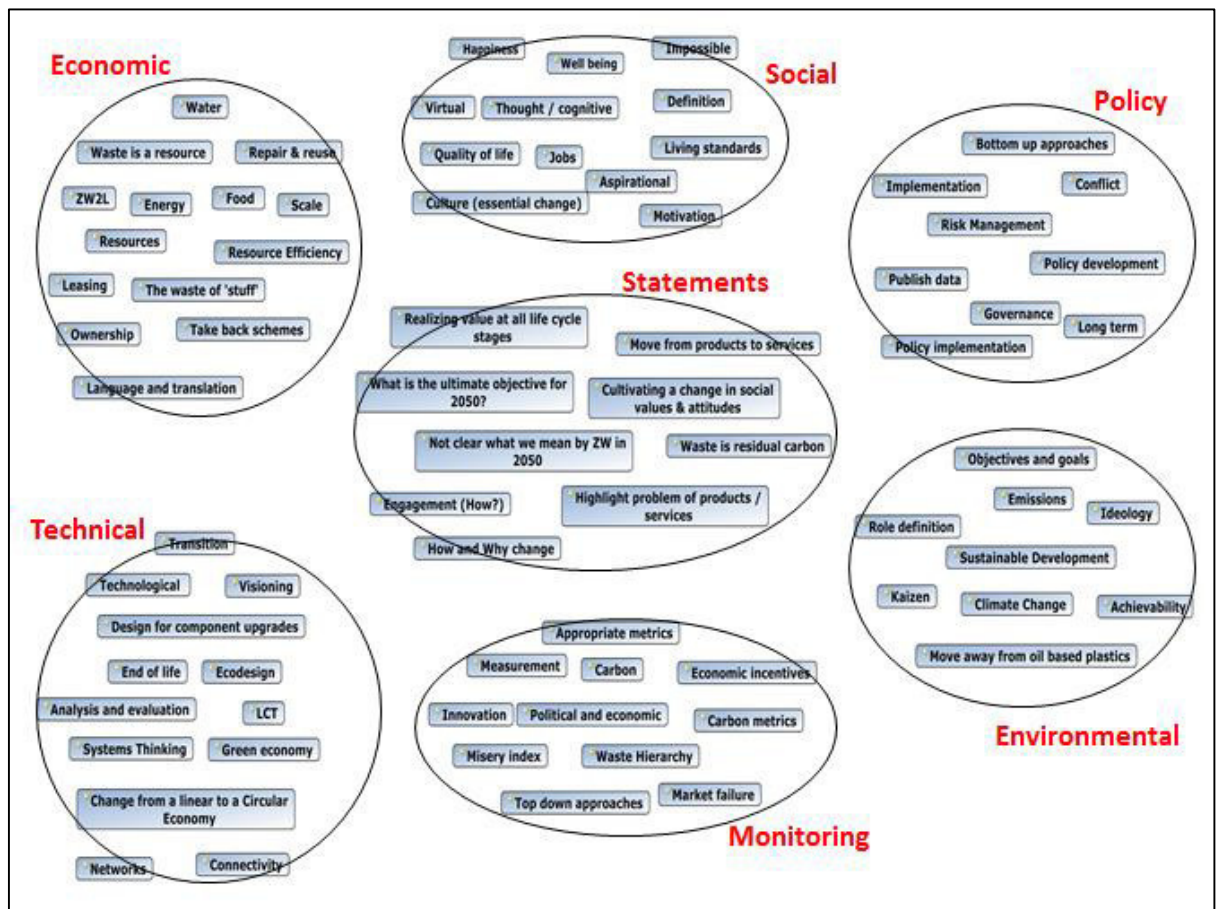 Economic
Water
Waste is a resource
Repair & reuse
ZW2L
Energy
Food
Scale
Resources
Resource Efficiency
Leasing
The waste of 'stuff'
Ownership
Take back schemes
Language and translation
Social
Happiness
Well being
Impossible
Virtual
Thought / cognitive
Definition
Quality of life
Jobs
Living standards
Aspirational
Culture (essential change)
Motivation
Policy
Bottom up approaches
Implementation
Conflict
Risk Management
Policy development
Publish data
Governance
Long term
Policy implementation
Statements
Realizing value at all life cycle
stages
Move from products to services
What is the ultimate objective for
2050?
Cultivating a change in social
values & attitudes
Not clear what we mean by ZW in
2050
Waste is residual carbon
Engagement (How?)
Highlight problem of products /
services
How and Why change
Technical
Transition
Technological
Visioning
Design for component upgrades
End of life
Ecodesign
Analysis and evaluation
LCT
Systems Thinking
Green economy
Change from a linear to a Circular
Economy
Networks
Connectivity
Appropriate metrics
Measurement
Carbon
Economic incentives
Innovation
Political and economic
Carbon metrics
Misery index
Waste Hierarchy
Top down approaches
Market failure
Monitoring
Objectives and goals
Emissions
Ideology
Role definition
Sustainable Development
Kaizen
Climate Change
Achievability
Move away from oil based plastics
Environmental